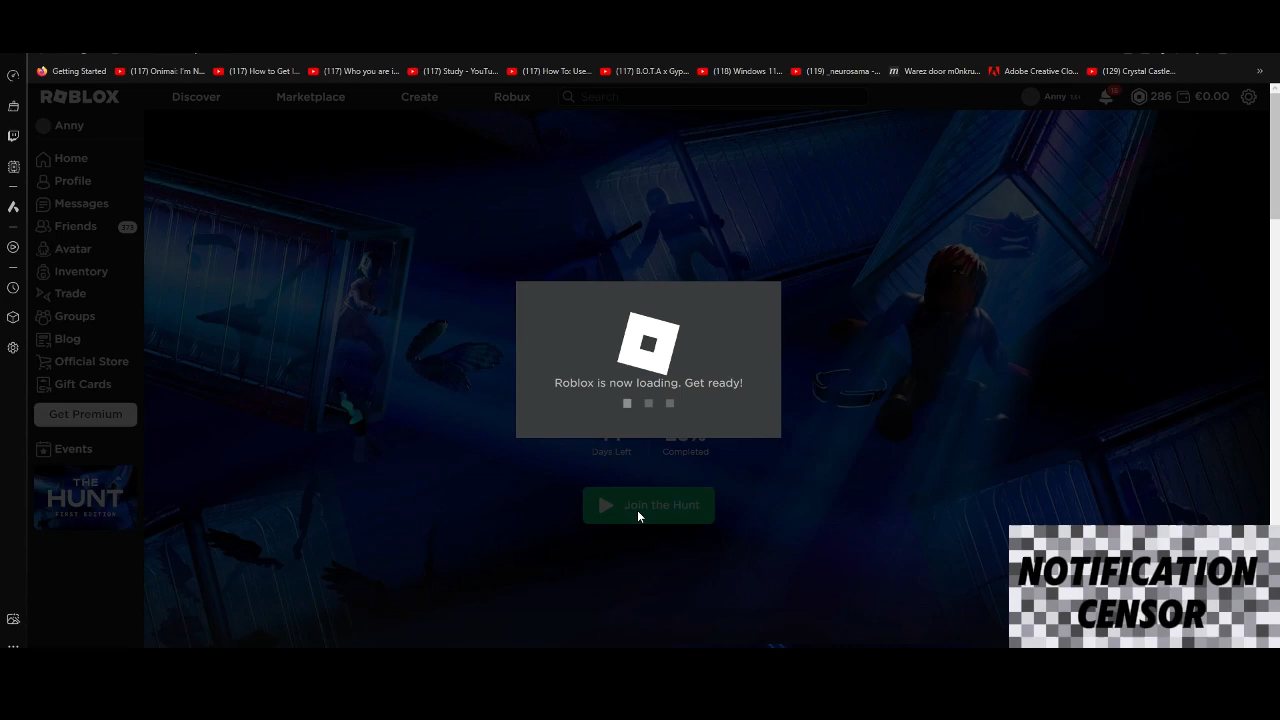 Getting Started
(117) Onimai: I'm N...
(117) How to Get I...
(117) Who you are i...
(117) Study - YouTu...
(117) How To: Use...
(117) B.O.T.A x Gyp...
(118) Windows 11...
(119) _neurosama -...
Warez door m0nkru...
Adobe Creative Clo...
(129) Crystal Castle...
»
ROBLOX
Discover
Marketplace
Create
Robux
Search
Anny
286
€0.00
Anny
Home
Profile
Messages
Friends
Avatar
Inventory
Trade
Groups
Blog
Official Store
Gift Cards
Get Premium
Events
THE
HUNT
FIRST EDITION
Roblox is now loading. Get ready!
Days Left
Completed
Join the Hunt
NOTIFICATION
CENSOR